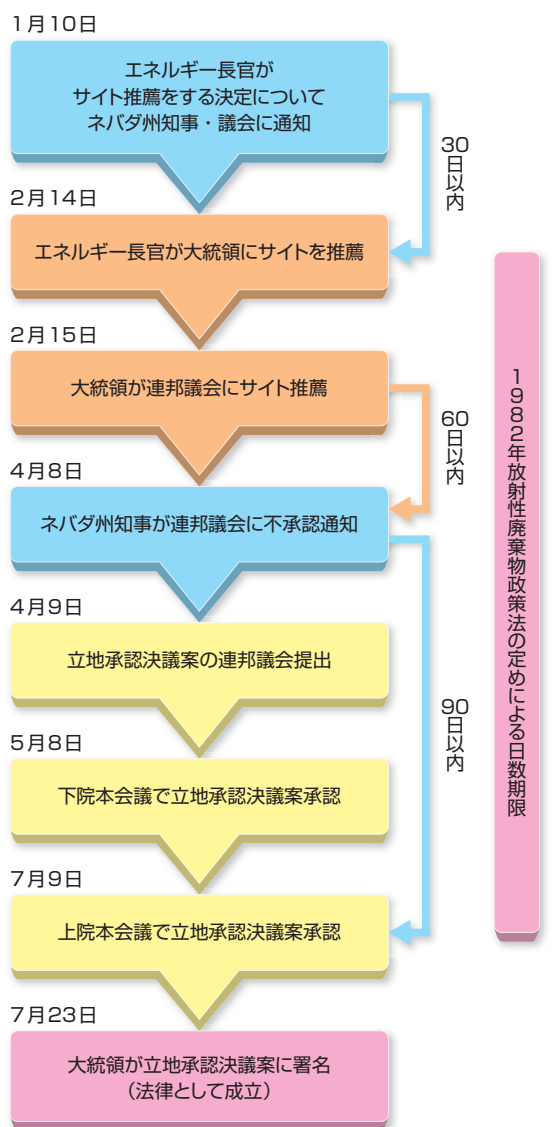 1月10日
エネルギー長官が
サイト推薦をする決定について
ネバダ州知事・議会に通知
30日以内
2月14日
エネルギー長官が大統領にサイトを推薦
2月15日
大統領が連邦議会にサイト推薦
60日以内
4月8日
ネバダ州知事が連邦議会に不承認通知
4月9日
立地承認決議案の連邦議会提出
90日以内
5月8日
下院本会議で立地承認決議案承認
7月9日
上院本会議で立地承認決議案承認
7月23日
大統領が立地承認決議案に署名
(法律として成立)
1982年放射性廃棄物政策法の定めによる日数期限